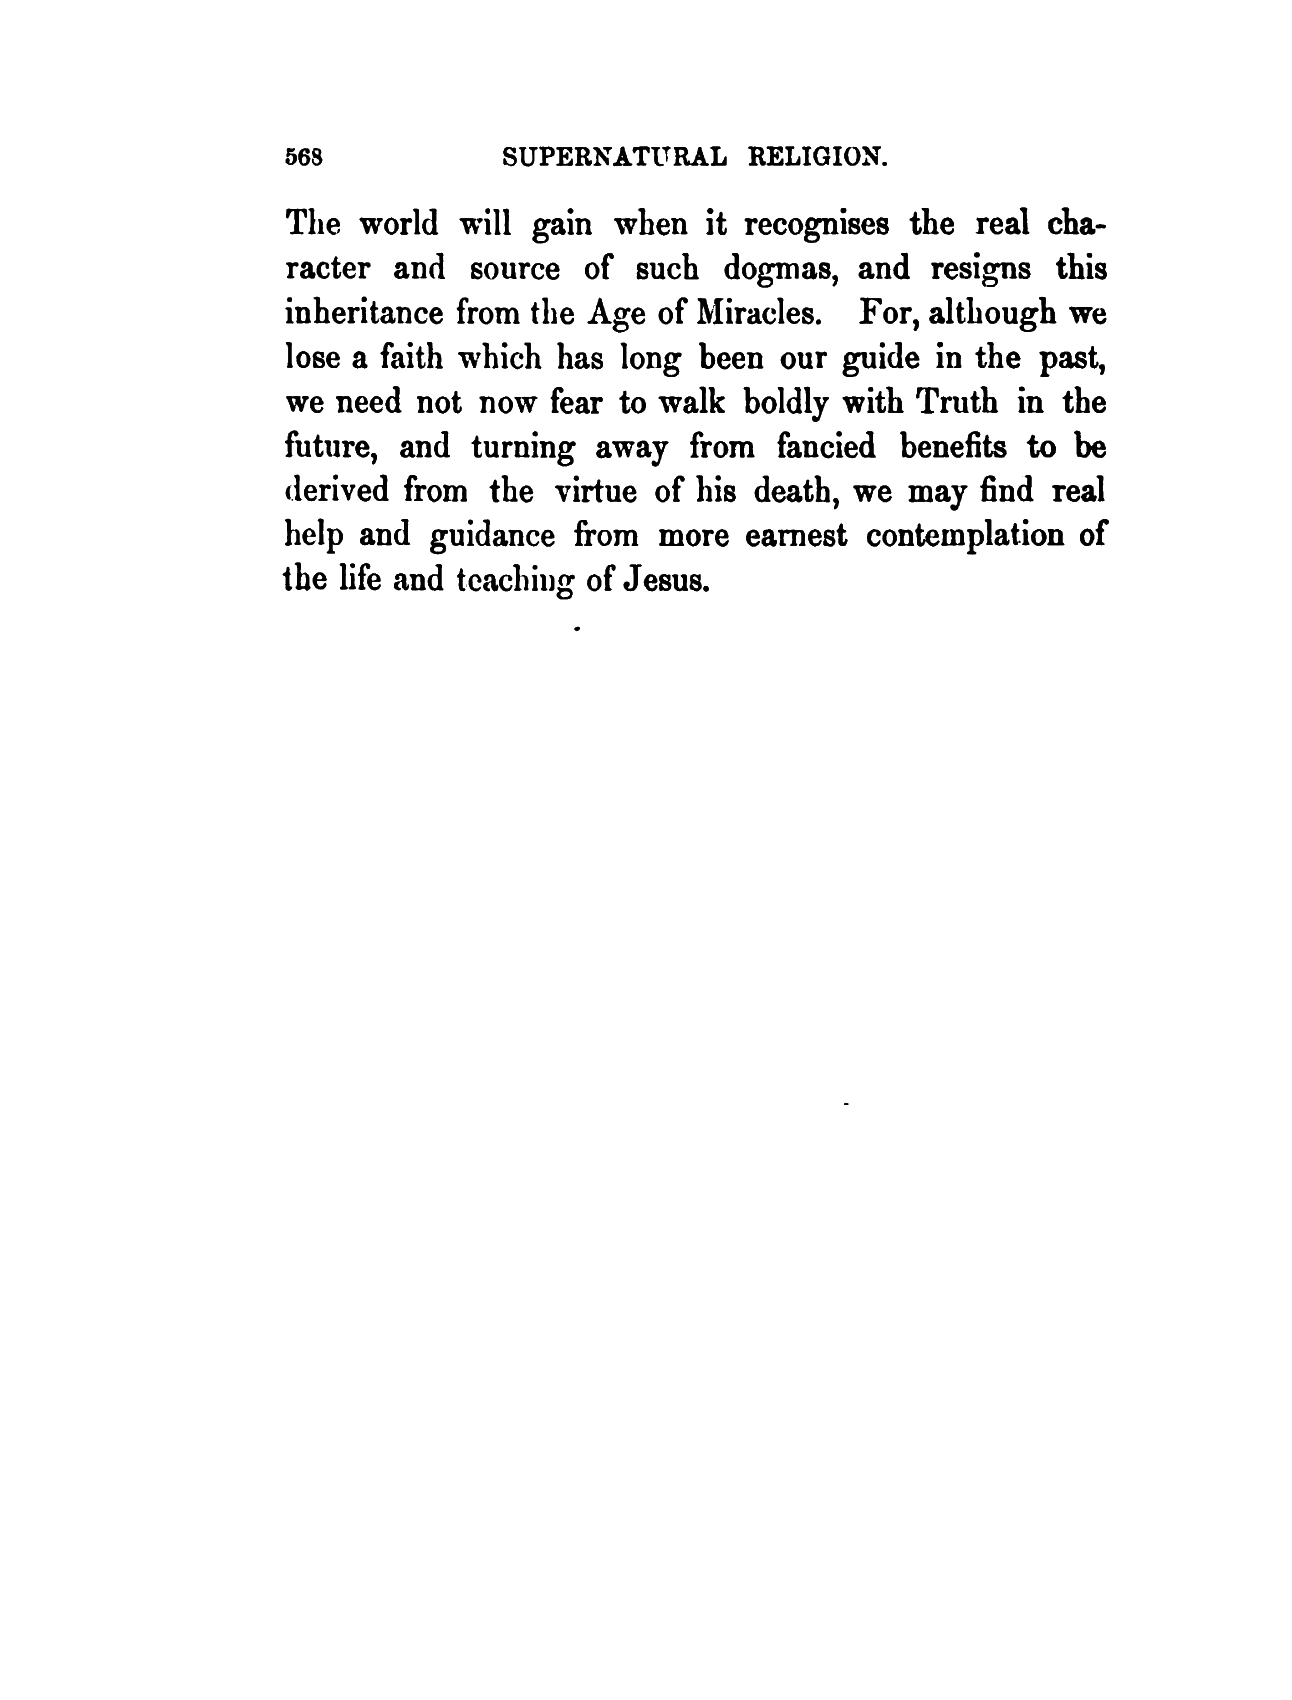 568 SUPERNATURAL RELIGION.
The world will gain when it recognises the real cha-
racter and source of such dogmas, and resigns this
inheritance from the Age of Miracles. For, although we
lose a faith which has long been our guide in the past,
we need not now fear to walk boldly with Truth in the
future, and turning away from fancied benefits to be
derived from the virtue of his death, we may find real
help and guidance from more earnest contemplation of
the life and teaching of Jesus.